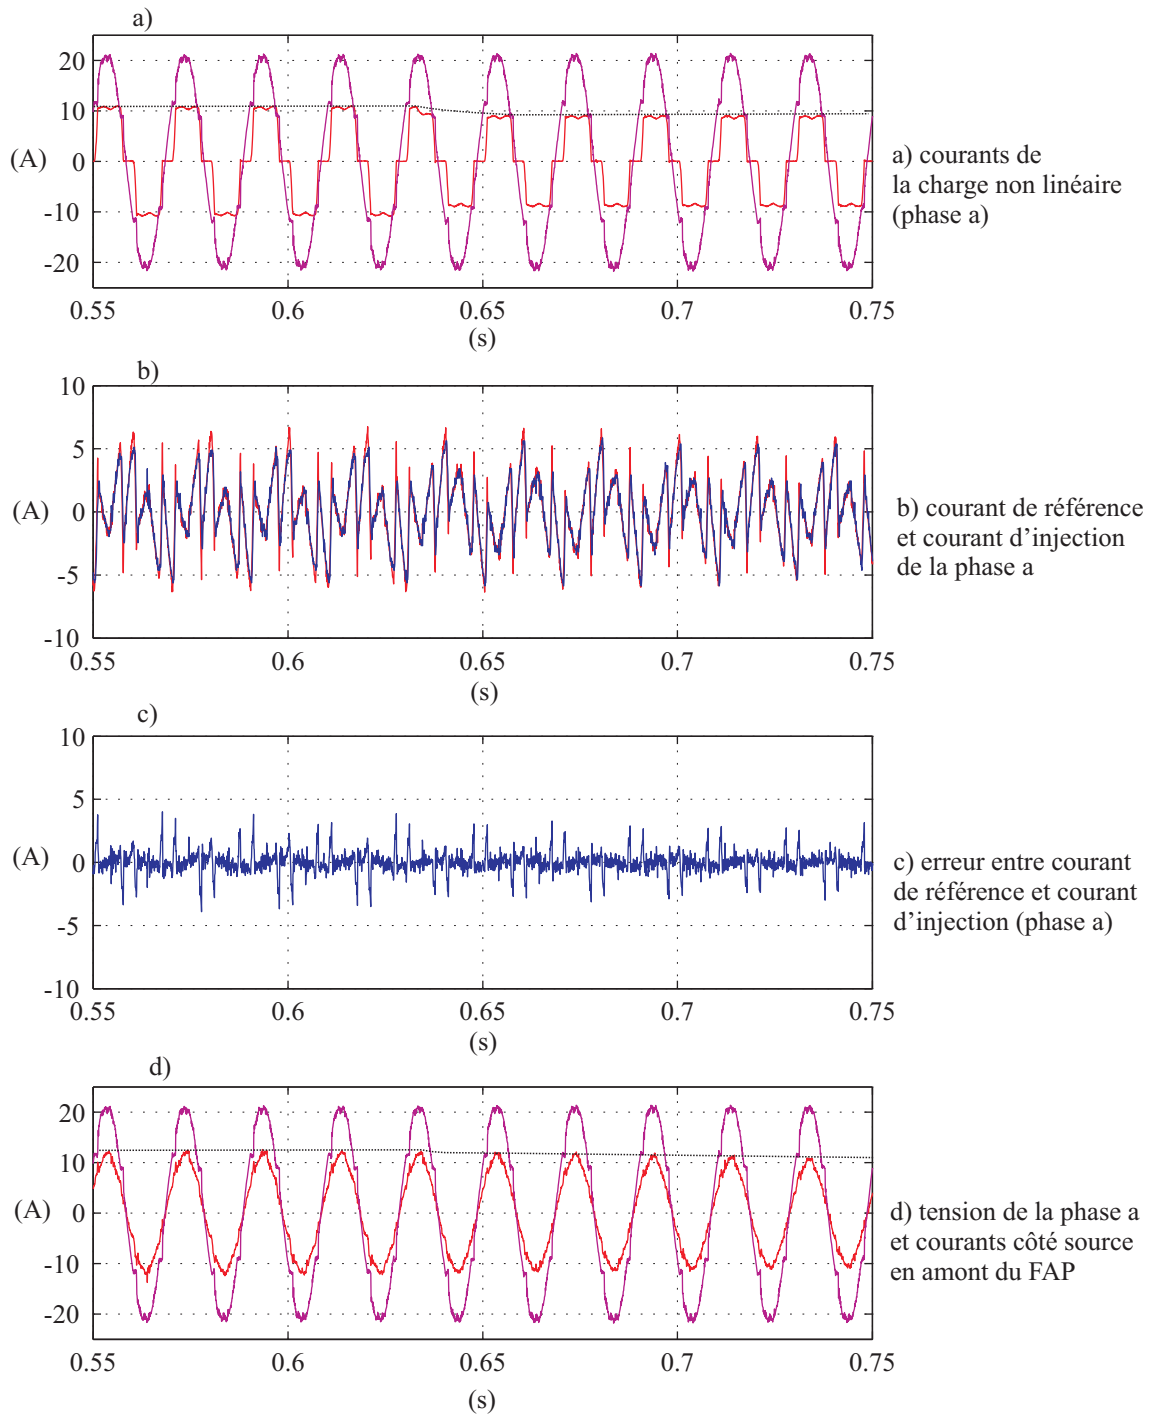 a)
20
10
(A)
0
-10
-20
0.55
0.6
0.65
0.7
0.75
(s)
a) courants de
la charge non linéaire
(phase a)
b)
10
5
(A)
0
-5
-10
0.55
0.6
0.65
0.7
0.75
(s)
b) courant de référence
et courant d’injection
de la phase a
c)
10
5
(A)
0
-5
-10
0.55
0.6
0.65
0.7
0.75
(s)
c) erreur entre courant
de référence et courant
d’injection (phase a)
d)
20
10
(A)
0
-10
-20
0.55
0.6
0.65
0.7
0.75
(s)
d) tension de la phase a
et courants côté source
en amont du FAP